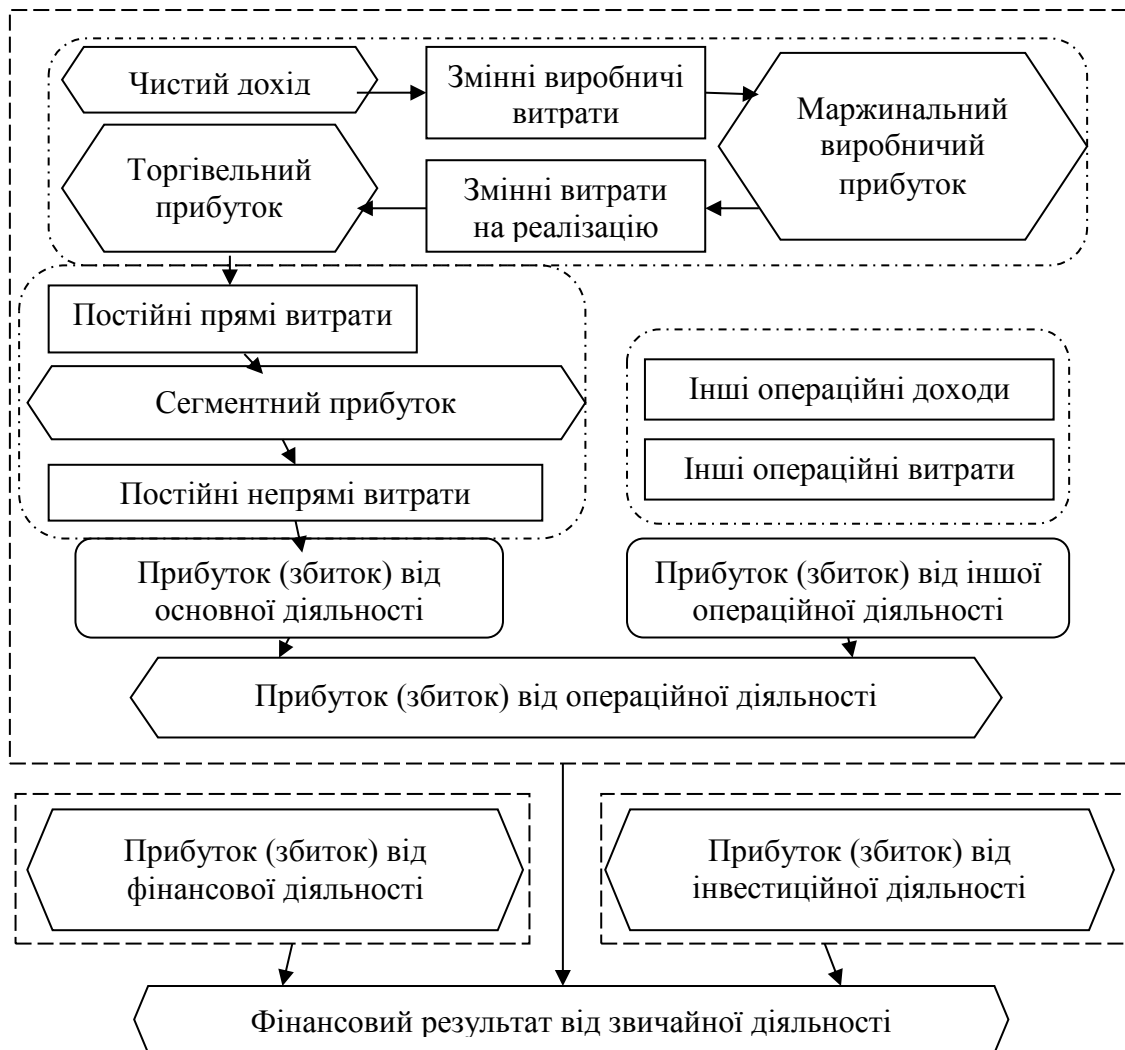 Чистий дохід
Змінні виробничі
витрати
Маржинальний
виробничий
прибуток
Торгівельний
прибуток
Змінні витрати
на реалізацію
Постійні прямі витрати
Сегментний прибуток
Постійні непрямі витрати
Інші операційні доходи
Інші операційні витрати
Прибуток (збиток) від
основної діяльності
Прибуток (збиток) від іншої
операційної діяльності
Прибуток (збиток) від операційної діяльності
Прибуток (збиток) від
фінансової діяльності
Прибуток (збиток) від
інвестиційної діяльності
Фінансовий результат від звичайної діяльності